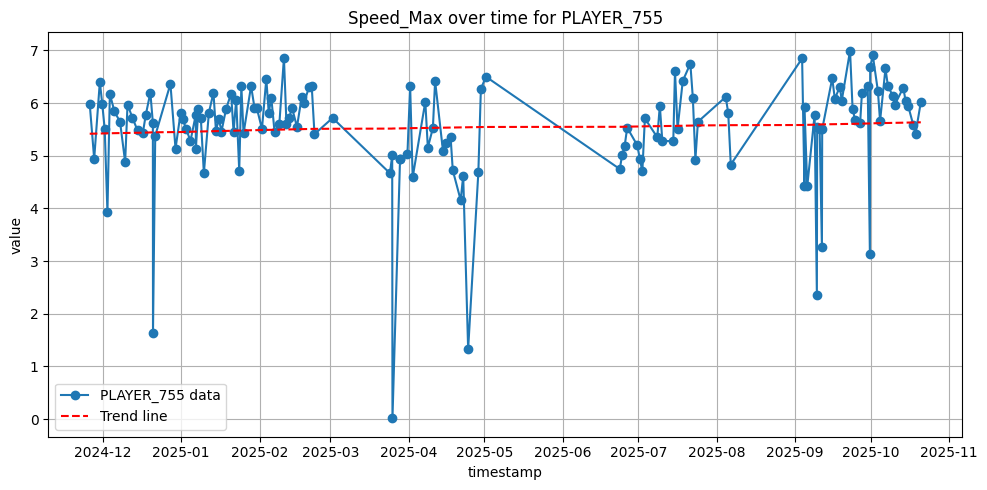 Speed_Max over time for PLAYER_755
value
7
6
5
4
3
2
1
0
PLAYER_755 data
Trend line
2024-12 2025-01 2025-02 2025-03 2025-04 2025-05 2025-06 2025-07 2025-08 2025-09 2025-10 2025-11
timestamp